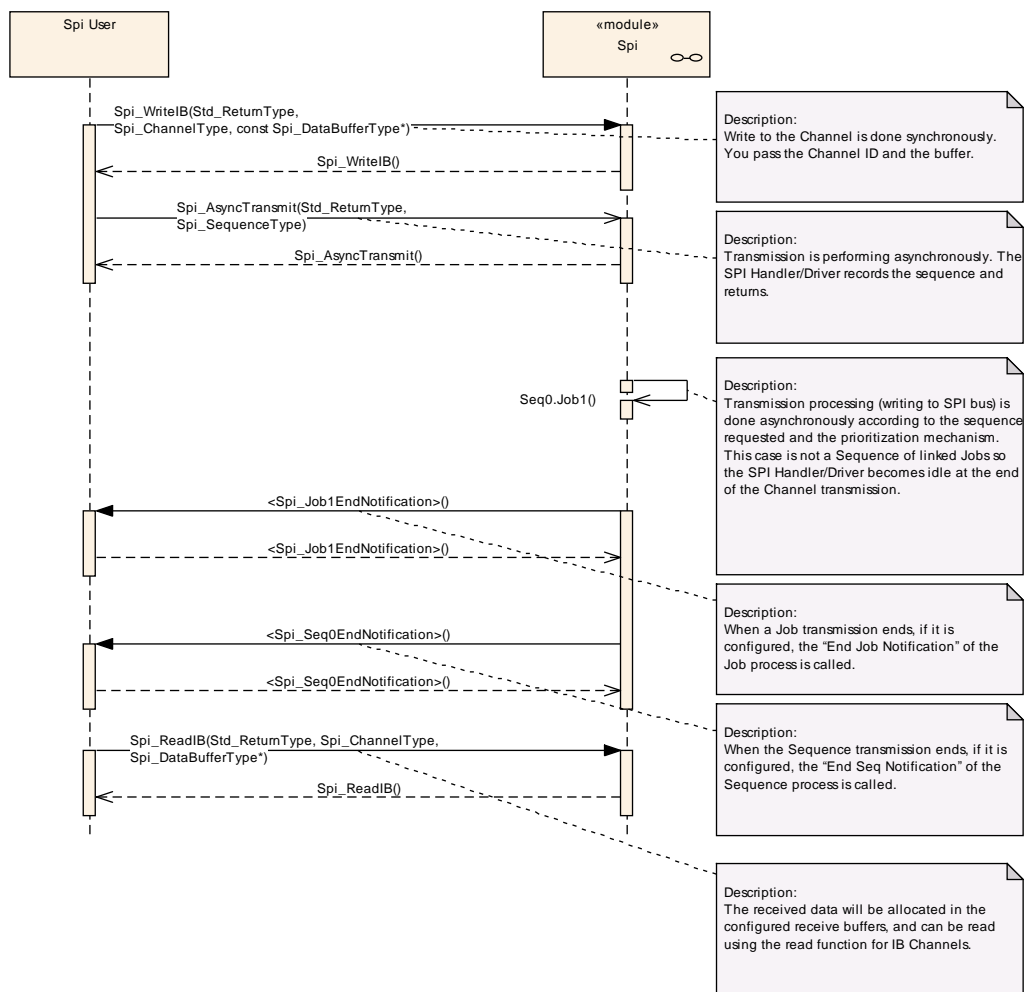 Spi User
«module»
Spi
Spi_WriteIB(Std_ReturnType,
Spi_ChannelType, const Spi_DataBufferType*)
Description:
Write to the Channel is done synchronously.
You pass the Channel ID and the buffer.
Spi_WriteIB()
Spi_AsyncTransmit(Std_ReturnType,
Spi_SequenceType)
Description:
Transmission is performing asynchronously. The
SPI Handler/Driver records the sequence and
returns.
Spi_AsyncTransmit()
Seq0.Job1()
Description:
Transmission processing (writing to SPI bus) is
done asynchronously according to the sequence
requested and the prioritization mechanism.
This case is not a Sequence of linked Jobs so
the SPI Handler/Driver becomes idle at the end
of the Channel transmission.
<Spi_Job1EndNotification>()
<Spi_Job1EndNotification>()
Description:
When a Job transmission ends, if it is
configured, the “End Job Notification” of the
Job process is called.
<Spi_Seq0EndNotification>()
<Spi_Seq0EndNotification>()
Description:
When the Sequence transmission ends, if it is
configured, the “End Seq Notification” of the
Sequence process is called.
Spi_ReadIB(Std_ReturnType, Spi_ChannelType,
Spi_DataBufferType*)
Spi_ReadIB()
Description:
The received data will be allocated in the
configured receive buffers, and can be read
using the read function for IB Channels.